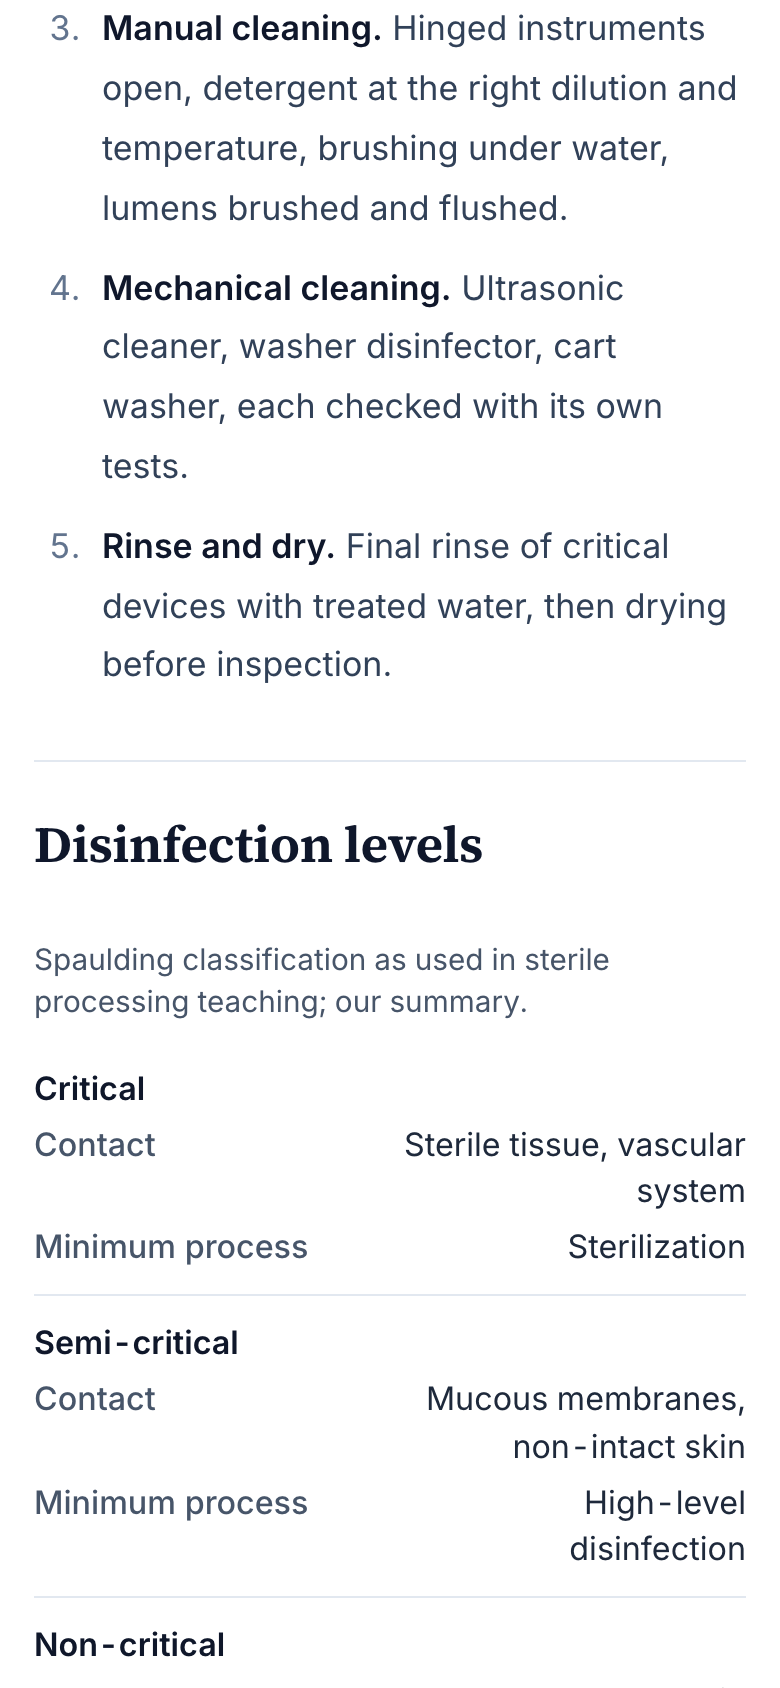 3. Manual cleaning. Hinged instruments
open, detergent at the right dilution and
temperature, brushing under water,
lumens brushed and flushed.
4. Mechanical cleaning. Ultrasonic
cleaner, washer disinfector, cart
washer, each checked with its own
tests.
5. Rinse and dry. Final rinse of critical
devices with treated water, then drying
before inspection.
Disinfection levels
Spaulding classification as used in sterile
processing teaching; our summary.
Critical
Contact Sterile tissue, vascular
system
Minimum process Sterilization
Semi-critical
Contact Mucous membranes,
non-intact skin
Minimum process High-level
disinfection
Non-critical